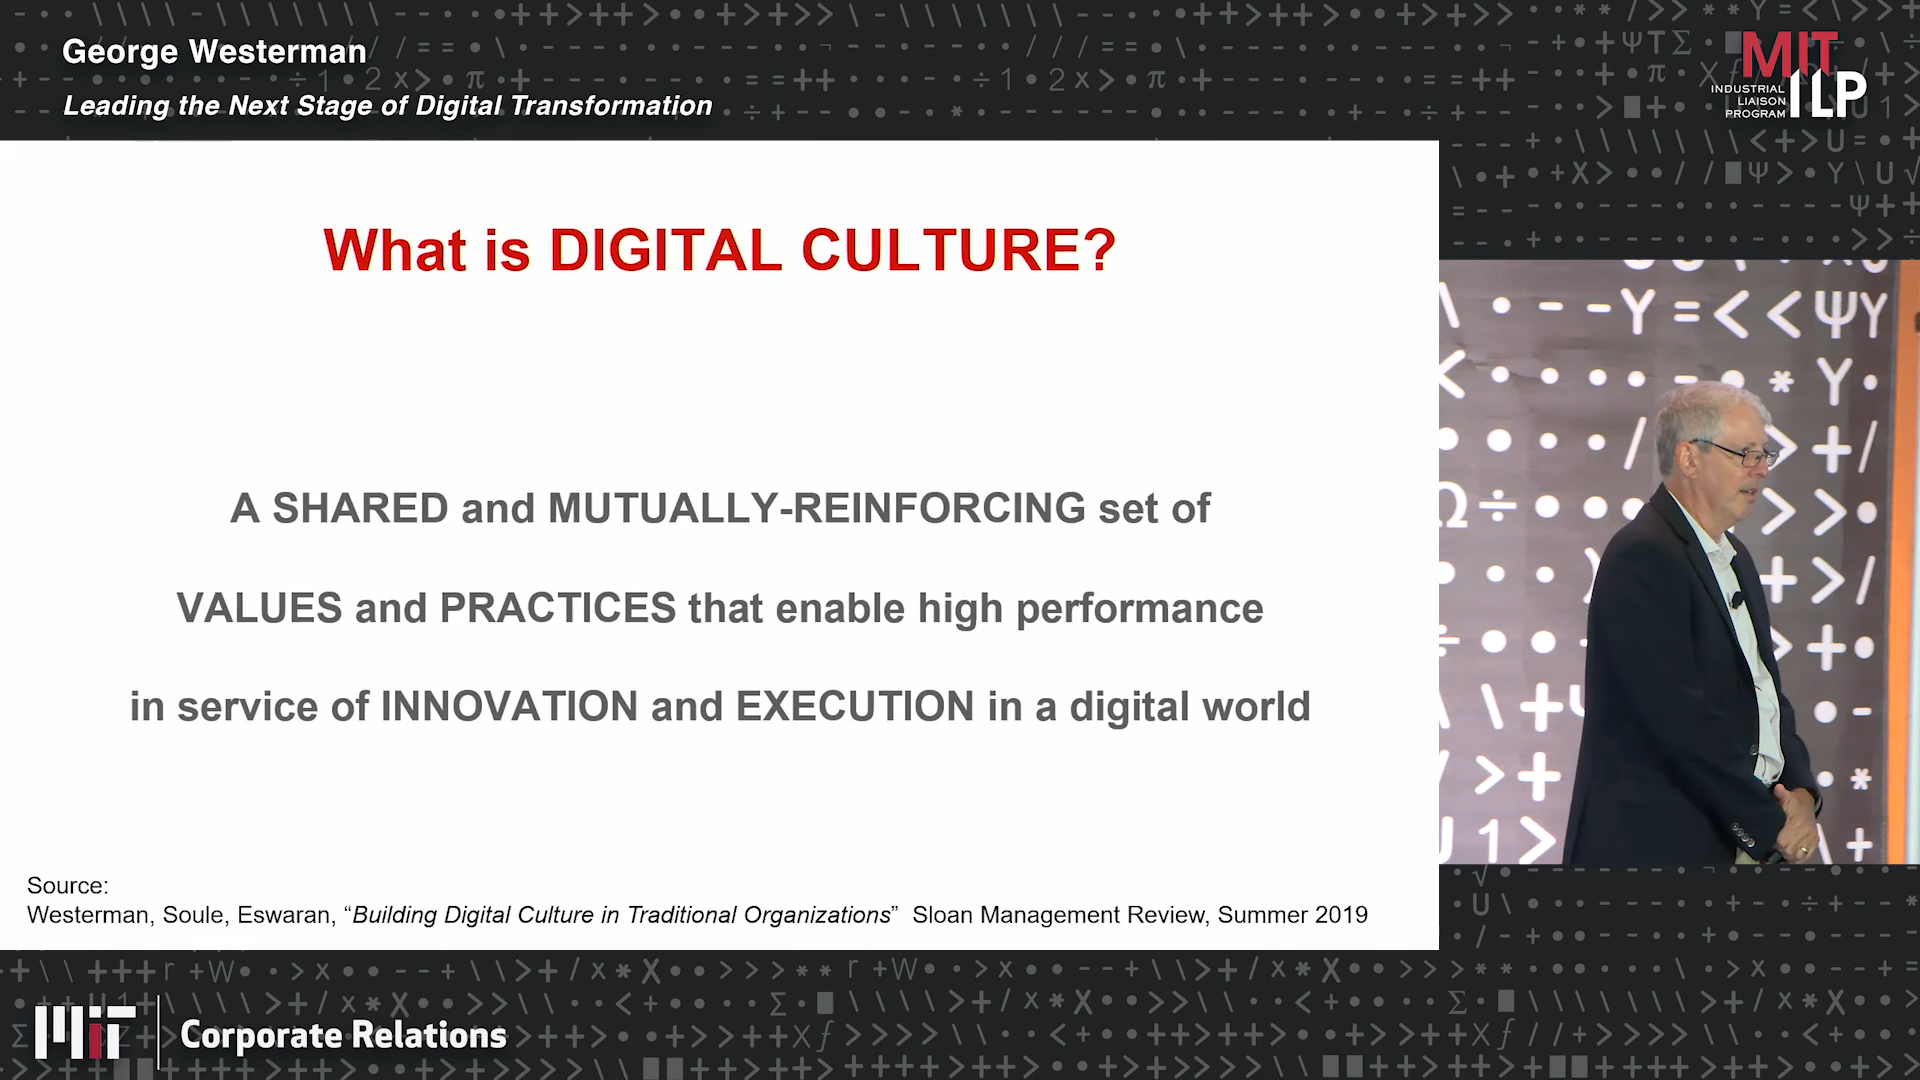 George Westerman
Leading the Next Stage of Digital Transformation
MIT
INDUSTRIAL
LIAISON
PROGRAM
ILP
What is DIGITAL CULTURE?
A SHARED and MUTUALLY-REINFORCING set of
VALUES and PRACTICES that enable high performance
in service of INNOVATION and EXECUTION in a digital world
Source:
Westerman, Soule, Eswaran, “Building Digital Culture in Traditional Organizations”  Sloan Management Review, Summer 2019
MIT
Corporate Relations